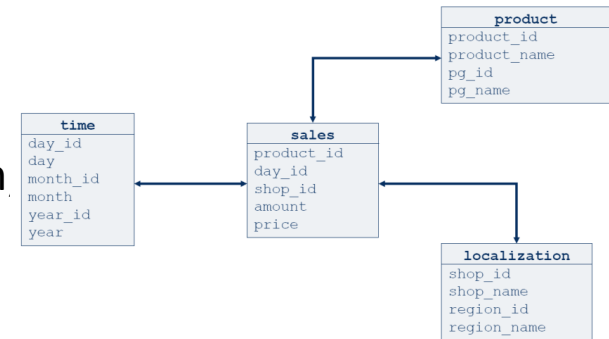 product
product_id
product_name
pg_id
pg_name
time
day_id
day
month_id
month
year_id
year
sales
product_id
day_id
shop_id
amount
price
localization
shop_id
shop_name
region_id
region_name